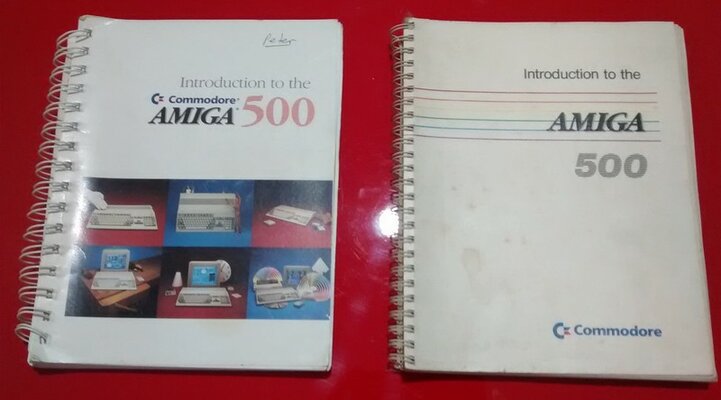 Peter
Introduction to the
Commodore
AMIGA 500
Introduction to the
AMIGA
500
Commodore